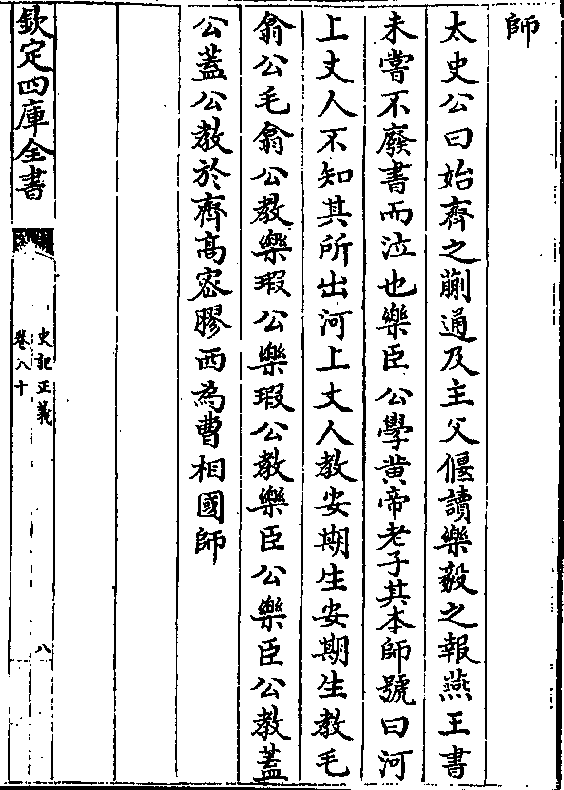 師
太史公曰始齊之蒯通及主父偃讀樂毅之報燕王書
未嘗不廢書而泣也樂臣公學黄帝老子其本師號曰河
上丈人不知其所出河上丈人教安期生安期生教毛
翕公毛翕公教樂瑕公樂瑕公教樂臣公樂臣公教蓋
公蓋公教於齊髙宻膠西為曹相國師
欽定四庫全書
史記正義
卷八十
八